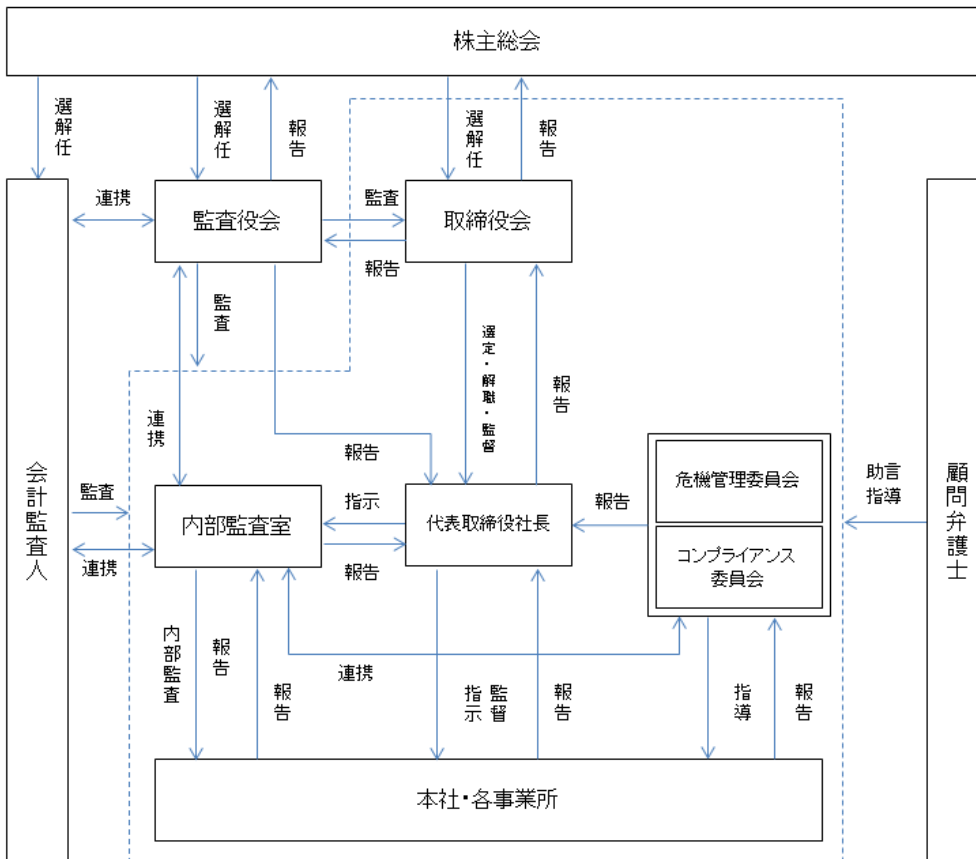 株主総会
選解任
選解任
報告
選解任
報告
連携
監査役会
監査
取締役会
報告
監査
選定・解職・監督
報告
連携
報告
会計監査人
監査
連携
内部監査室
指示
報告
代表取締役社長
報告
危機管理委員会
コンプライアンス
委員会
助言
指導
顧問弁護士
内部監査
報告
報告
連携
指示
監督
報告
指導
報告
本社・各事業所